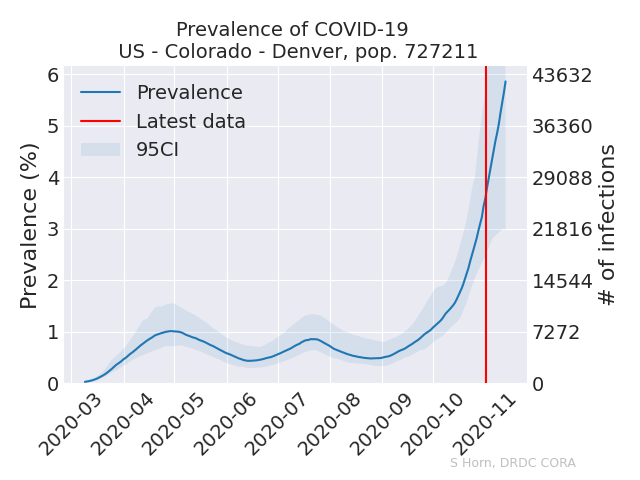 Prevalence of COVID-19
US - Colorado - Denver, pop. 727211
Prevalence
Latest data
95CI
Prevalence (%)
6
5
4
3
2
1
0
43632
36360
29088
21816
14544
7272
0
# of infections
2020-03
2020-04
2020-05
2020-06
2020-07
2020-08
2020-09
2020-10
2020-11
S Horn, DRDC CORA